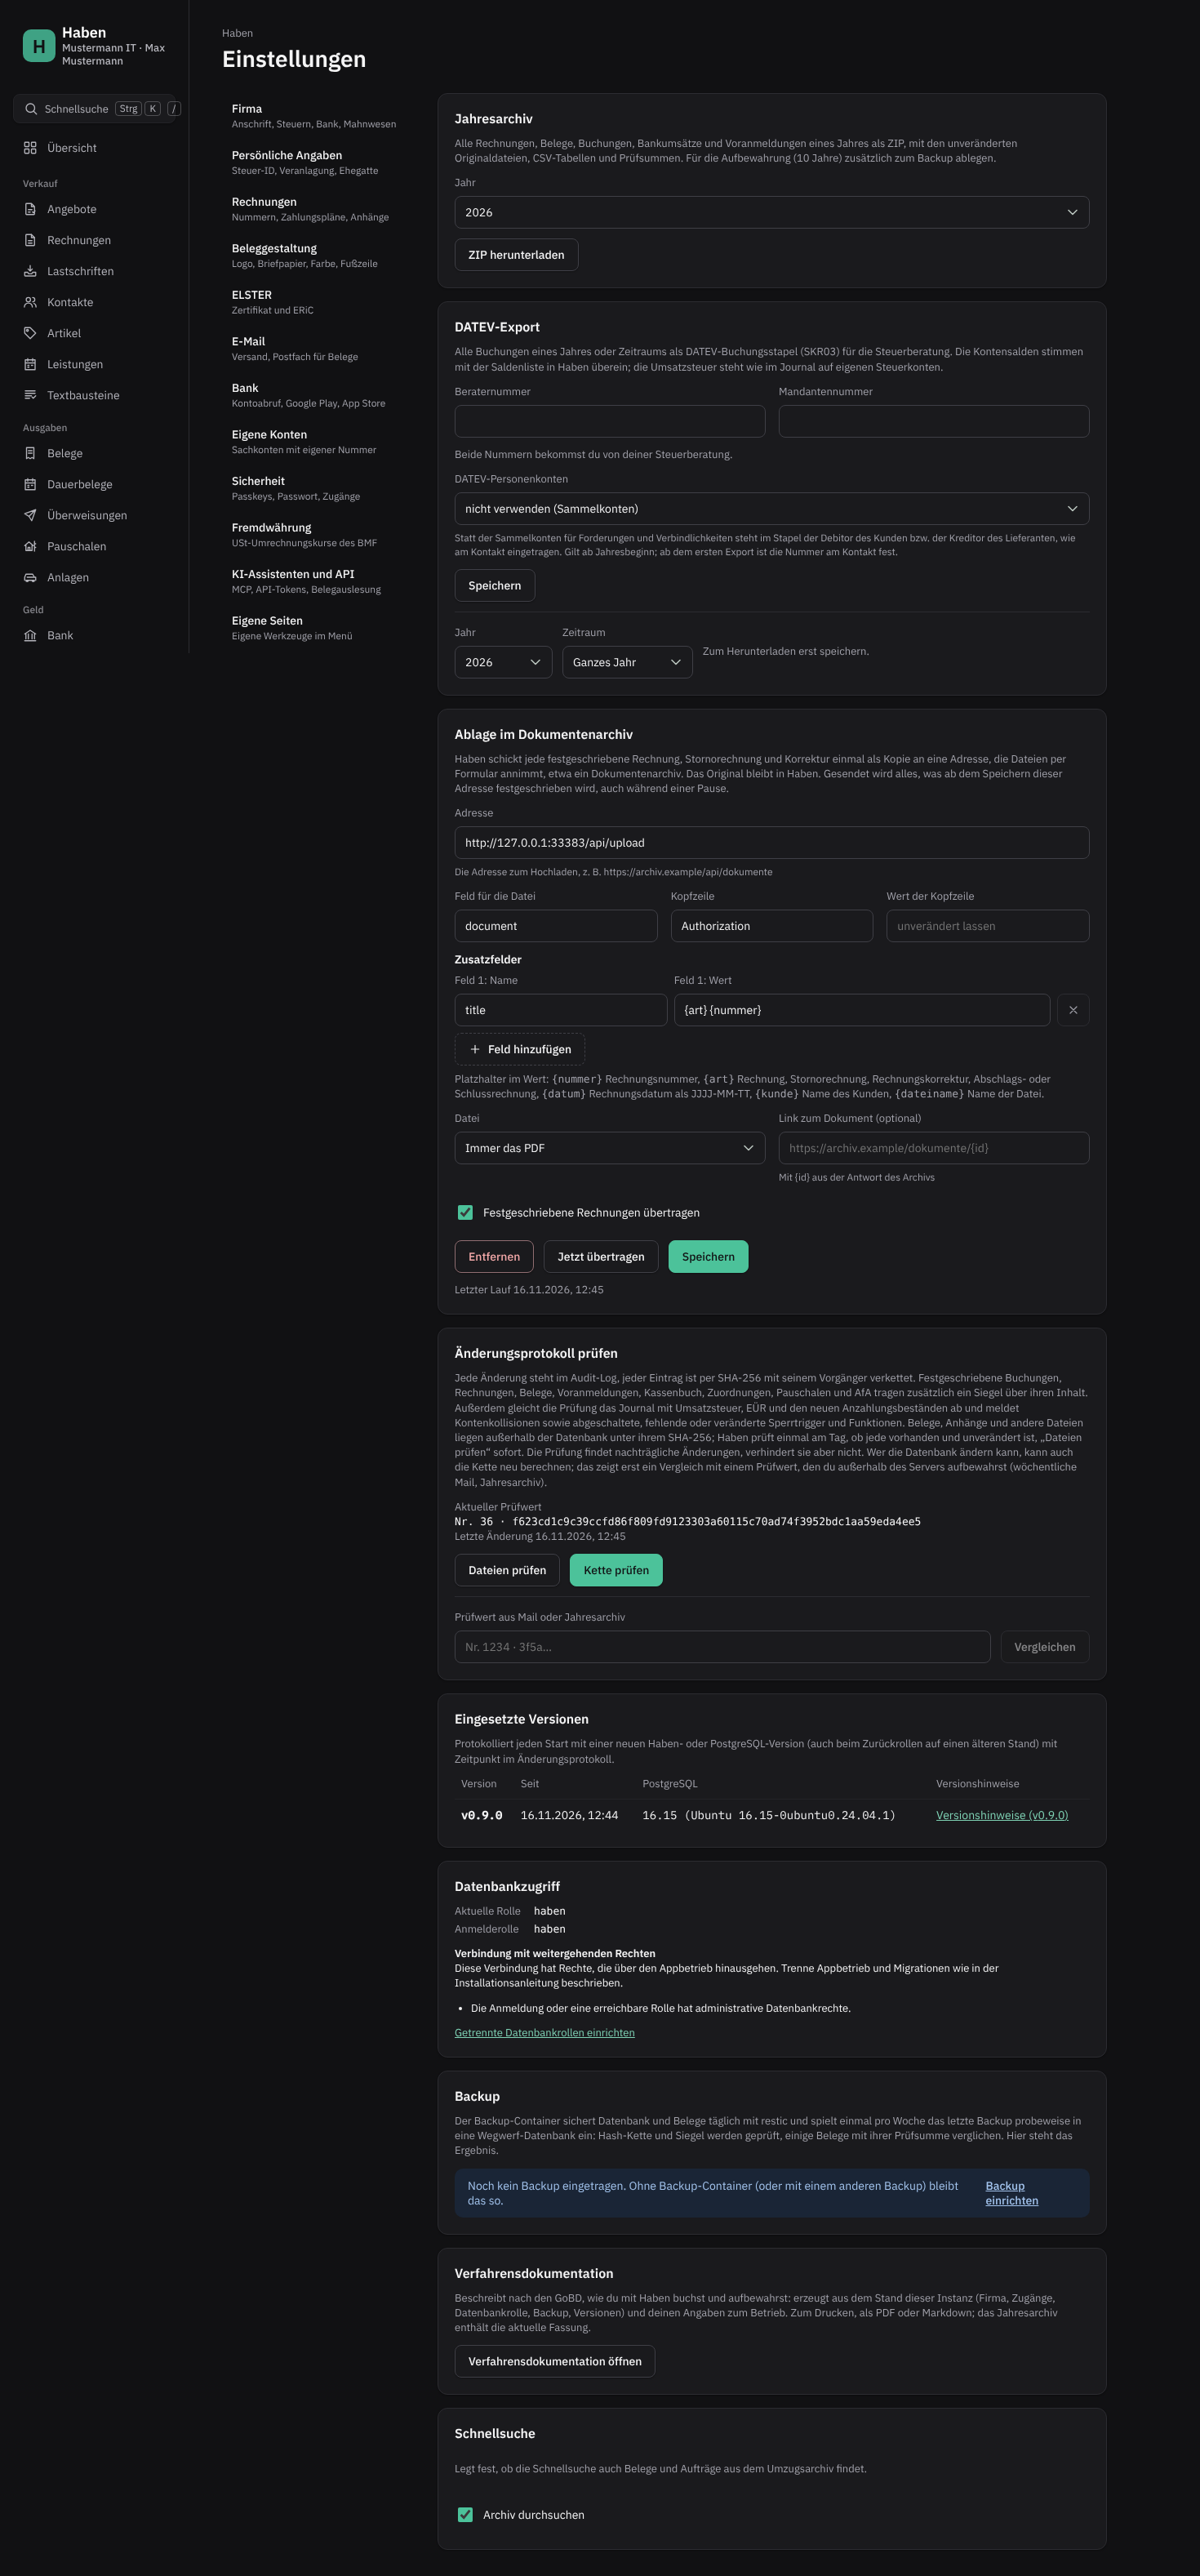 H
Haben
Mustermann IT · Max
Mustermann
Schnellsuche Strg K /
Übersicht
Verkauf
Angebote
Rechnungen
Lastschriften
Kontakte
Artikel
Leistungen
Textbausteine
Ausgaben
Belege
Dauerbelege
Überweisungen
Pauschalen
Anlagen
Geld
Bank
Haben
Einstellungen
Firma
Anschrift, Steuern, Bank, Mahnwesen
Persönliche Angaben
Steuer-ID, Veranlagung, Ehegatte
Rechnungen
Nummern, Zahlungspläne, Anhänge
Beleggestaltung
Logo, Briefpapier, Farbe, Fußzeile
ELSTER
Zertifikat und ERiC
E-Mail
Versand, Postfach für Belege
Bank
Kontoabruf, Google Play, App Store
Eigene Konten
Sachkonten mit eigener Nummer
Sicherheit
Passkeys, Passwort, Zugänge
Fremdwährung
USt-Umrechnungskurse des BMF
KI-Assistenten und API
MCP, API-Tokens, Belegauslesung
Eigene Seiten
Eigene Werkzeuge im Menü
Jahresarchiv
Alle Rechnungen, Belege, Buchungen, Bankumsätze und Voranmeldungen eines Jahres als ZIP, mit den unveränderten
Originaldateien, CSV-Tabellen und Prüfsummen. Für die Aufbewahrung (10 Jahre) zusätzlich zum Backup ablegen.
Jahr
2026
ZIP herunterladen
DATEV-Export
Alle Buchungen eines Jahres oder Zeitraums als DATEV-Buchungsstapel (SKR03) für die Steuerberatung. Die Kontensalden stimmen
mit der Saldenliste in Haben überein; die Umsatzsteuer steht wie im Journal auf eigenen Steuerkonten.
Beraternummer Mandantennummer
Beide Nummern bekommst du von deiner Steuerberatung.
DATEV-Personenkonten
nicht verwenden (Sammelkonten)
Statt der Sammelkonten für Forderungen und Verbindlichkeiten steht im Stapel der Debitor des Kunden bzw. der Kreditor des Lieferanten, wie
am Kontakt eingetragen. Gilt ab Jahresbeginn; ab dem ersten Export ist die Nummer am Kontakt fest.
Speichern
Jahr Zeitraum
2026 Ganzes Jahr Zum Herunterladen erst speichern.
Ablage im Dokumentenarchiv
Haben schickt jede festgeschriebene Rechnung, Stornorechnung und Korrektur einmal als Kopie an eine Adresse, die Dateien per
Formular annimmt, etwa ein Dokumentenarchiv. Das Original bleibt in Haben. Gesendet wird alles, was ab dem Speichern dieser
Adresse festgeschrieben wird, auch während einer Pause.
Adresse
http://127.0.0.1:33383/api/upload
Die Adresse zum Hochladen, z. B. https://archiv.example/api/dokumente
Feld für die Datei Kopfzeile Wert der Kopfzeile
document Authorization unverändert lassen
Zusatzfelder
Feld 1: Name Feld 1: Wert
title {art} {nummer}
Feld hinzufügen
Platzhalter im Wert: {nummer} Rechnungsnummer, {art} Rechnung, Stornorechnung, Rechnungskorrektur, Abschlags- oder
Schlussrechnung, {datum} Rechnungsdatum als JJJJ-MM-TT, {kunde} Name des Kunden, {dateiname} Name der Datei.
Datei Link zum Dokument (optional)
Immer das PDF https://archiv.example/dokumente/{id}
Mit {id} aus der Antwort des Archivs
Festgeschriebene Rechnungen übertragen
Entfernen Jetzt übertragen Speichern
Letzter Lauf 16.11.2026, 12:45
Änderungsprotokoll prüfen
Jede Änderung steht im Audit-Log, jeder Eintrag ist per SHA-256 mit seinem Vorgänger verkettet. Festgeschriebene Buchungen,
Rechnungen, Belege, Voranmeldungen, Kassenbuch, Zuordnungen, Pauschalen und AfA tragen zusätzlich ein Siegel über ihren Inhalt.
Außerdem gleicht die Prüfung das Journal mit Umsatzsteuer, EÜR und den neuen Anzahlungsbeständen ab und meldet
Kontenkollisionen sowie abgeschaltete, fehlende oder veränderte Sperrtrigger und Funktionen. Belege, Anhänge und andere Dateien
liegen außerhalb der Datenbank unter ihrem SHA-256; Haben prüft einmal am Tag, ob jede vorhanden und unverändert ist, „Dateien
prüfen“ sofort. Die Prüfung findet nachträgliche Änderungen, verhindert sie aber nicht. Wer die Datenbank ändern kann, kann auch
die Kette neu berechnen; das zeigt erst ein Vergleich mit einem Prüfwert, den du außerhalb des Servers aufbewahrst (wöchentliche
Mail, Jahresarchiv).
Aktueller Prüfwert
Nr. 36 · f623cd1c9c39ccfd86f809fd9123303a60115c70ad74f3952bdc1aa59eda4ee5
Letzte Änderung 16.11.2026, 12:45
Dateien prüfen Kette prüfen
Prüfwert aus Mail oder Jahresarchiv
Nr. 1234 · 3f5a... Vergleichen
Eingesetzte Versionen
Protokolliert jeden Start mit einer neuen Haben- oder PostgreSQL-Version (auch beim Zurückrollen auf einen älteren Stand) mit
Zeitpunkt im Änderungsprotokoll.
Version Seit PostgreSQL Versionshinweise
v0.9.0 16.11.2026, 12:44 16.15 (Ubuntu 16.15-0ubuntu0.24.04.1) Versionshinweise (v0.9.0)
Datenbankzugriff
Aktuelle Rolle haben
Anmelderolle haben
Verbindung mit weitergehenden Rechten
Diese Verbindung hat Rechte, die über den Appbetrieb hinausgehen. Trenne Appbetrieb und Migrationen wie in der
Installationsanleitung beschrieben.
• Die Anmeldung oder eine erreichbare Rolle hat administrative Datenbankrechte.
Getrennte Datenbankrollen einrichten
Backup
Der Backup-Container sichert Datenbank und Belege täglich mit restic und spielt einmal pro Woche das letzte Backup probeweise in
eine Wegwerf-Datenbank ein: Hash-Kette und Siegel werden geprüft, einige Belege mit ihrer Prüfsumme verglichen. Hier steht das
Ergebnis.
Noch kein Backup eingetragen. Ohne Backup-Container (oder mit einem anderen Backup) bleibt
das so.
Backup
einrichten
Verfahrensdokumentation
Beschreibt nach den GoBD, wie du mit Haben buchst und aufbewahrst: erzeugt aus dem Stand dieser Instanz (Firma, Zugänge,
Datenbankrolle, Backup, Versionen) und deinen Angaben zum Betrieb. Zum Drucken, als PDF oder Markdown; das Jahresarchiv
enthält die aktuelle Fassung.
Verfahrensdokumentation öffnen
Schnellsuche
Legt fest, ob die Schnellsuche auch Belege und Aufträge aus dem Umzugsarchiv findet.
Archiv durchsuchen